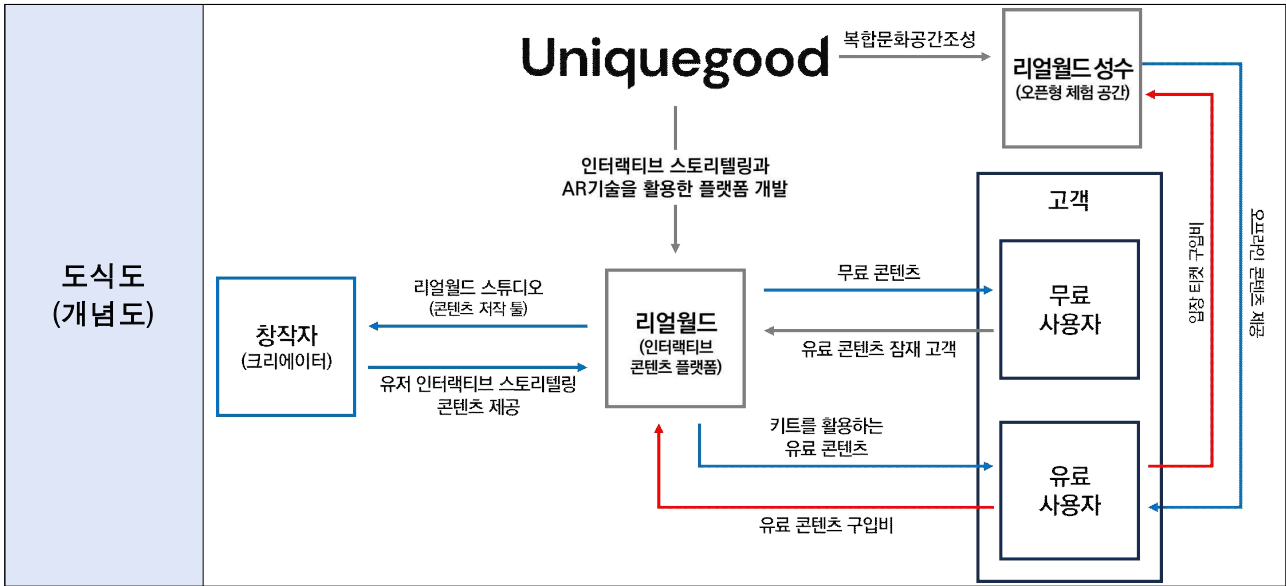 도식도
(개념도)
Uniquegood
복합문화공간조성
리얼월드 성수
(오픈형 체험 공간)
인터랙티브 스토리텔링과
AR기술을 활용한 플랫폼 개발
고객
창작자
(크리에이터)
리얼월드 스튜디오
(콘텐츠 저작 툴)
유저 인터랙티브 스토리텔링
콘텐츠 제공
리얼월드
(인터랙티브
콘텐츠 플랫폼)
무료 콘텐츠
유료 콘텐츠 잠재 고객
무료
사용자
키트를 활용하는
유료 콘텐츠
유료 콘텐츠 구입비
유료
사용자
입장 티켓 구입비
오프라인 콘텐츠 제공